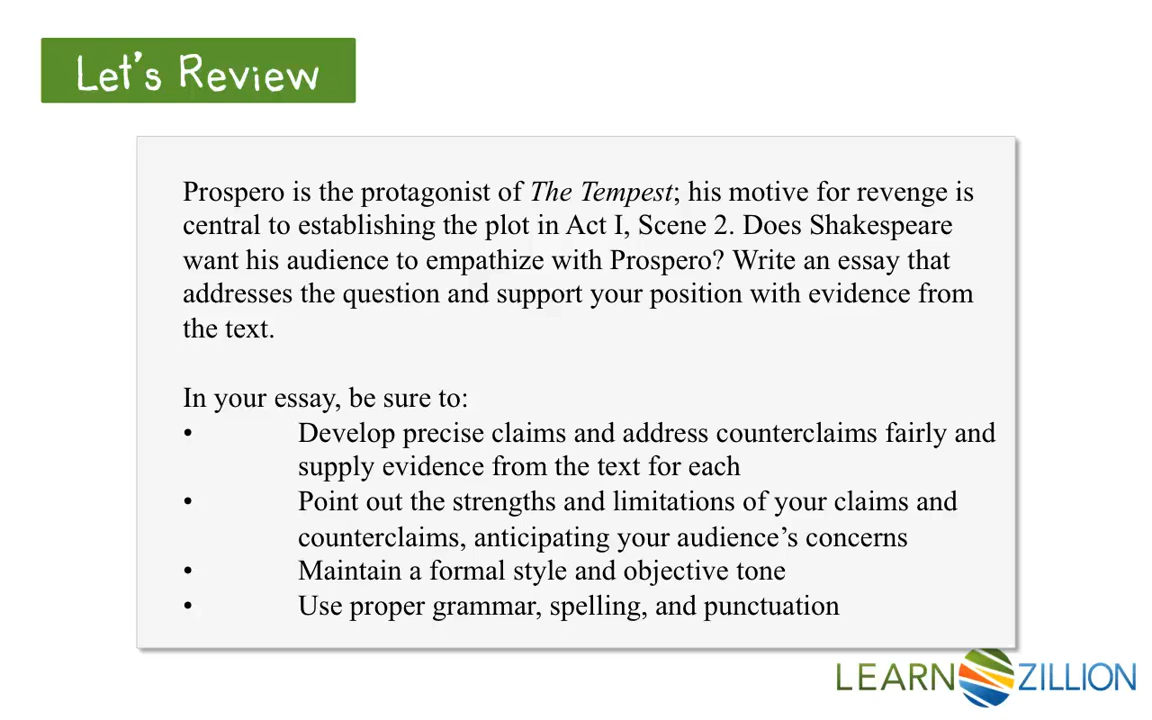 Let's Review
Prospero is the protagonist of The Tempest; his motive for revenge is
central to establishing the plot in Act I, Scene 2. Does Shakespeare
want his audience to empathize with Prospero? Write an essay that
addresses the question and support your position with evidence from
the text.
In your essay, be sure to:
• Develop precise claims and address counterclaims fairly and
supply evidence from the text for each
• Point out the strengths and limitations of your claims and
counterclaims, anticipating your audience’s concerns
• Maintain a formal style and objective tone
• Use proper grammar, spelling, and punctuation
LEARN ZILLION